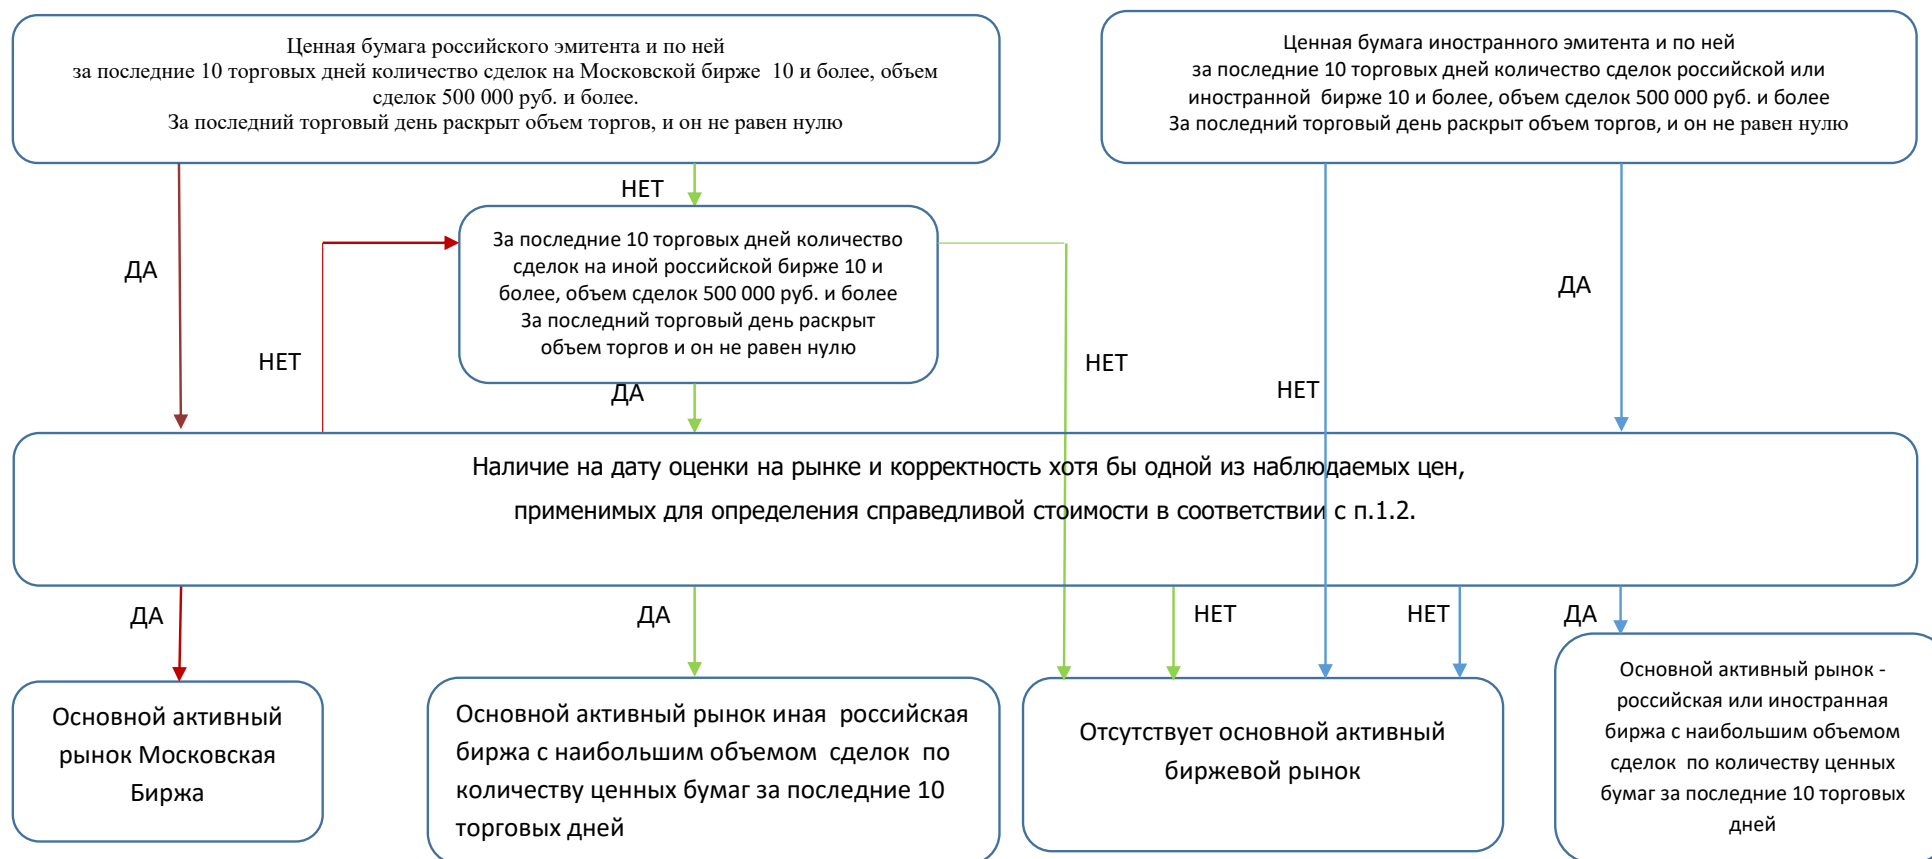 Ценная бумага российского эмитента и по ней
за последние 10 торговых дней количество сделок на Московской бирже 10 и более, объем
сделок 500 000 руб. и более.
За последний торговый день раскрыт объем торгов, и он не равен нулю
Ценная бумага иностранного эмитента и по ней
за последние 10 торговых дней количество сделок российской или
иностранной бирже 10 и более, объем сделок 500 000 руб. и более
За последний торговый день раскрыт объем торгов, и он не равен нулю
НЕТ
ДА
За последние 10 торговых дней количество
сделок на иной российской бирже 10 и
более, объем сделок 500 000 руб. и более
За последний торговый день раскрыт
объем торгов и он не равен нулю
ДА
НЕТ
НЕТ
НЕТ
ДА
Наличие на дату оценки на рынке и корректность хотя бы одной из наблюдаемых цен,
применимых для определения справедливой стоимости в соответствии с п.1.2.
ДА
ДА
НЕТ
НЕТ
ДА
Основной активный
рынок Московская
Биржа
Основной активный рынок иная российская
биржа с наибольшим объемом сделок по
количеству ценных бумаг за последние 10
торговых дней
Отсутствует основной активный
биржевой рынок
Основной активный рынок -
российская или иностранная
биржа с наибольшим объемом
сделок по количеству ценных
бумаг за последние 10 торговых
дней